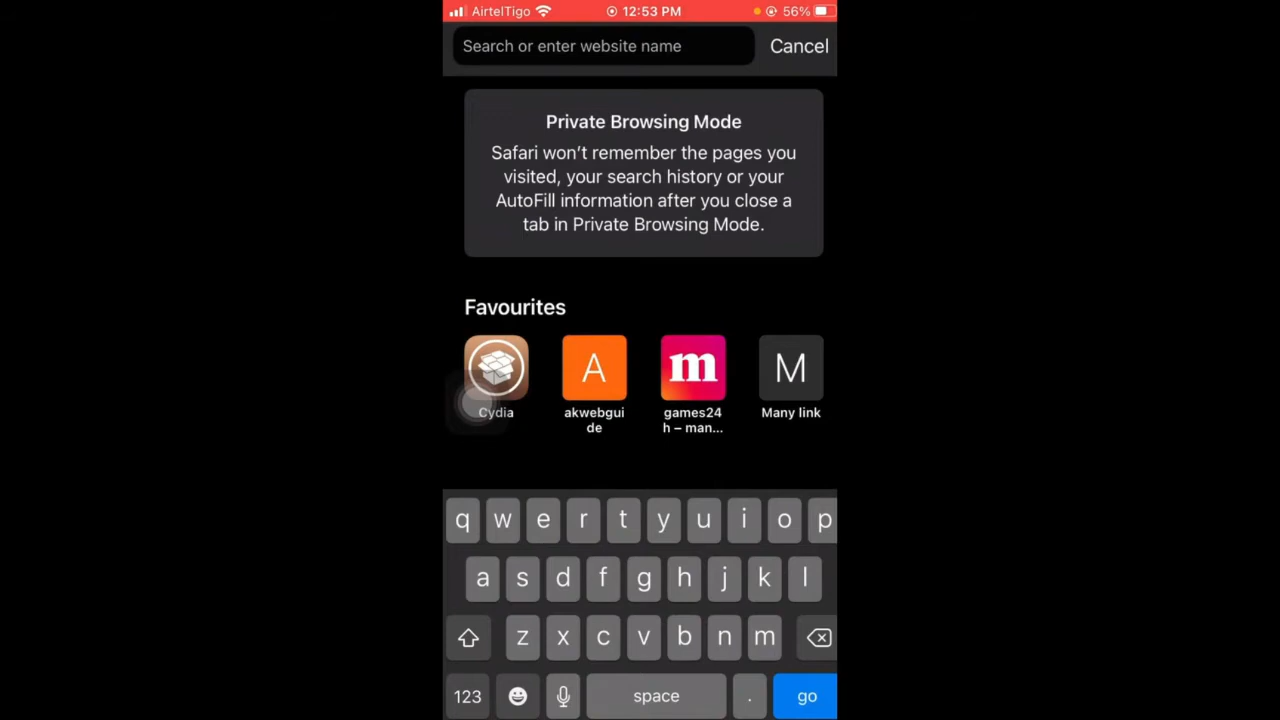 AirtelTigo 12:53 PM 56%
Search or enter website name Cancel
Private Browsing Mode
Safari won't remember the pages you
visited, your search history or your
AutoFill information after you close a
tab in Private Browsing Mode.
Favourites
Cydia
A
akwebgui
de
m
games24
h – man...
M
Many link
q w e r t y u i o p
a s d f g h j k l
z x c v b n m
123 space . go